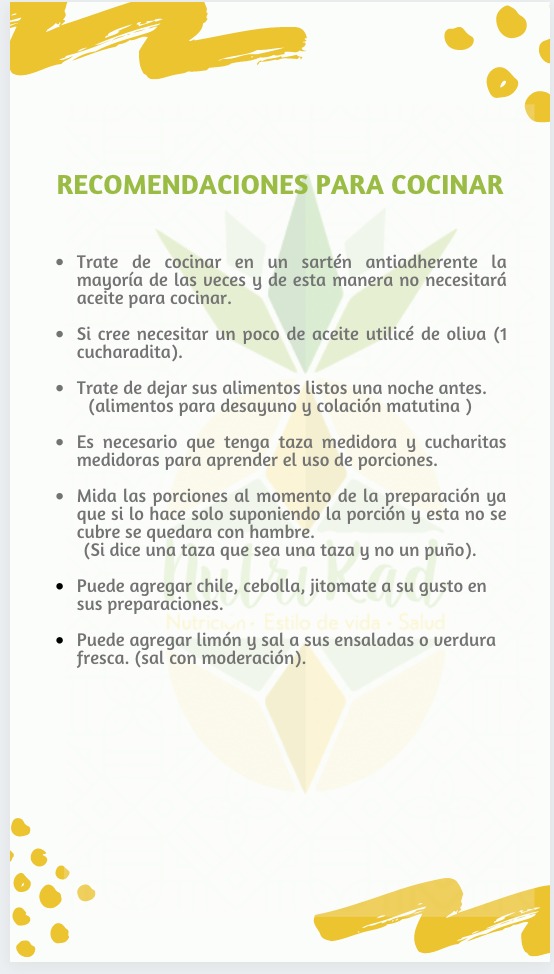 RECOMENDACIONES PARA COCINAR
• Trate de cocinar en un sartén antiadherente la
mayoría de las veces y de esta manera no necesitará
aceite para cocinar.
• Si cree necesitar un poco de aceite utilicé de oliva (1
cucharadita).
• Trate de dejar sus alimentos listos una noche antes.
(alimentos para desayuno y colación matutina )
• Es necesario que tenga taza medidora y cucharitas
medidoras para aprender el uso de porciones.
• Mida las porciones al momento de la preparación ya
que si lo hace solo suponiendo la porción y esta no se
cubre se quedara con hambre.
(Si dice una taza que sea una taza y no un puño).
• Puede agregar chile, cebolla, jitomate a su gusto en
sus preparaciones.
NutriKad
Nutrición · Estilo de vida · Salud
• Puede agregar limón y sal a sus ensaladas o verdura
fresca. (sal con moderación).